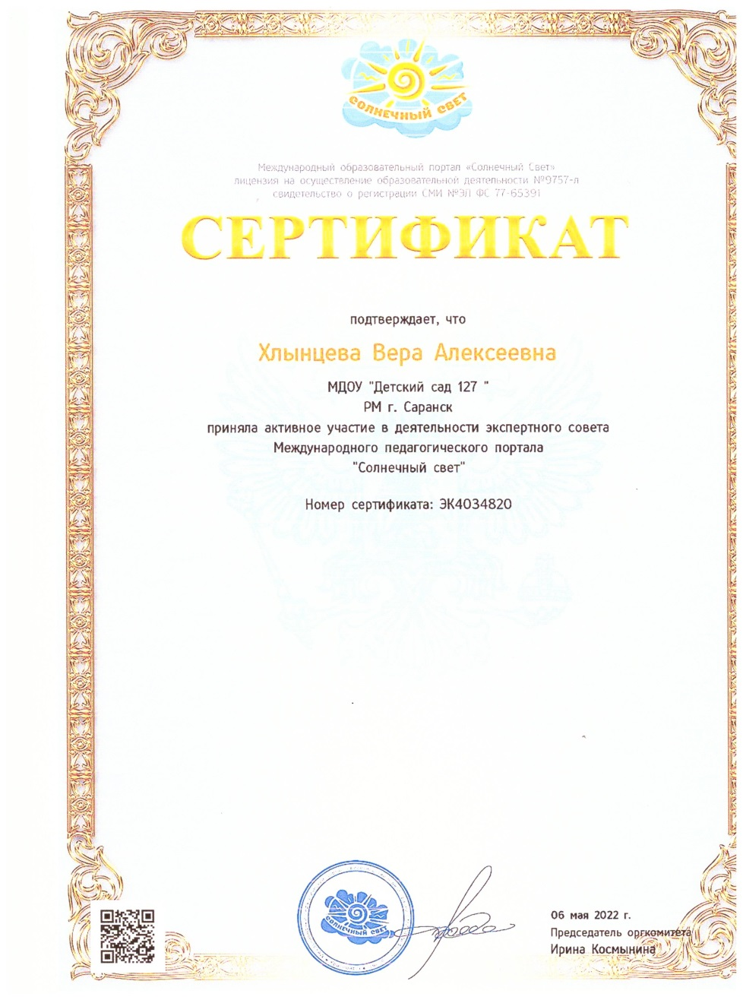 СОЛНЕЧНЫЙ СВЕТ
Международный образовательный портал «Солнечный Свет»
лицензия на осуществление образовательной деятельности №9757-л
свидетельство о регистрации СМИ №ЭЛ ФС 77-65391
СЕРТИФИКАТ
подтверждает, что
Хлынцева Вера Алексеевна
МДОУ "Детский сад 127 "
РМ г. Саранск
приняла активное участие в деятельности экспертного совета
Международного педагогического портала
"Солнечный свет"
Номер сертификата: ЭК4034820
СОЛНЕЧНЫЙ СВЕТ
06 мая 2022 г.
Председатель оргкомитета
Ирина Космынина